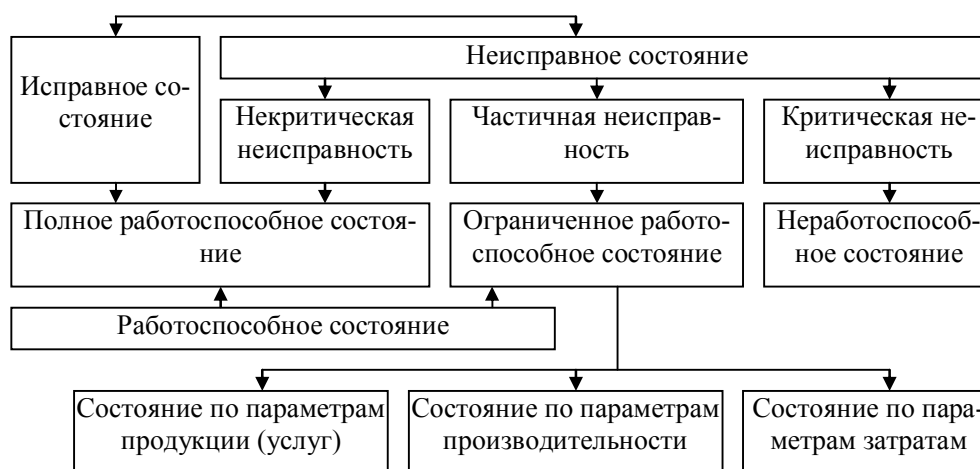 Неисправное состояние
Исправное со-
стояние
Некритическая
неисправность
Частичная неисправ-
ность
Критическая не-
исправность
Полное работоспособное состоя-
ние
Ограниченное работо-
способное состояние
Неработоспособ-
ное состояние
Работоспособное состояние
Состояние по параметрам
продукции (услуг)
Состояние по параметрам
производительности
Состояние по пара-
метрам затратам